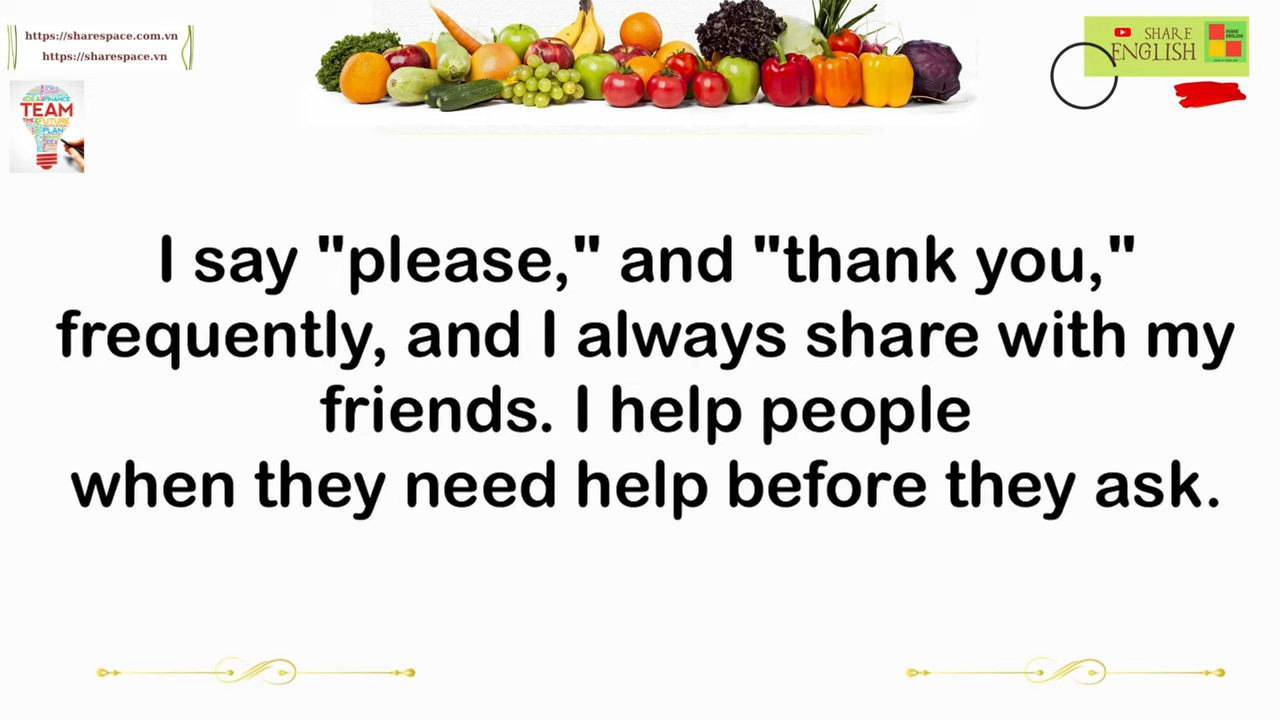 https://sharespace.com.vn
https://sharespace.vn
SHARE
ENGLISH
TEAM
FUTURE
PLAN
I say "please," and "thank you,"
frequently, and I always share with my
friends. I help people
when they need help before they ask.